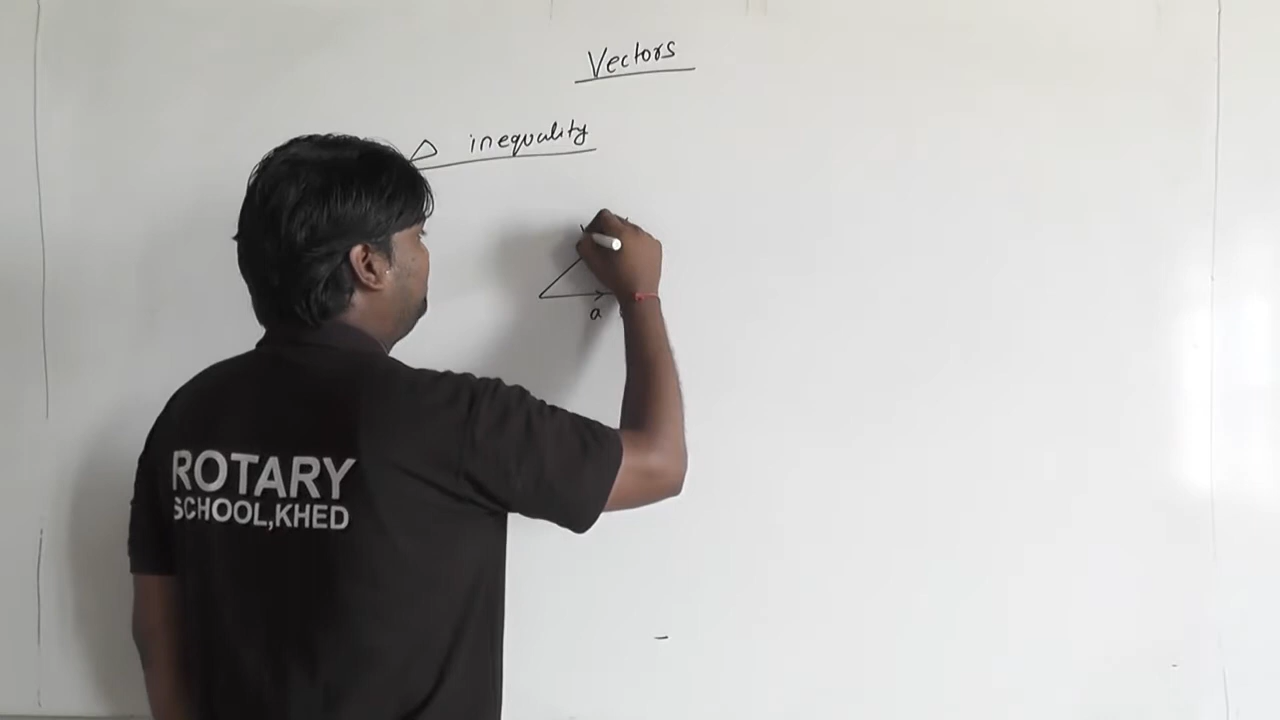 Vectors
△ inequality
a
ROTARY
SCHOOL,KHED